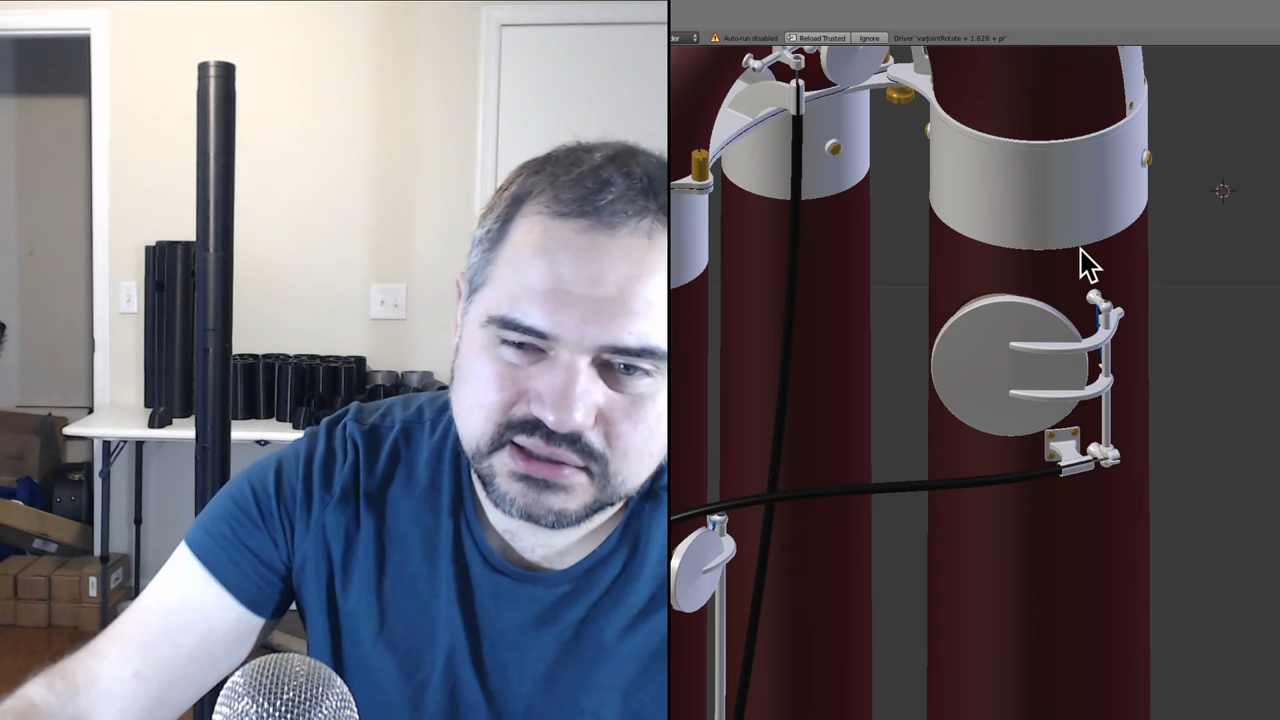 Auto-run disabled Reload Trusted Ignore Driver 'varJointRotate + 1.628 + pi'